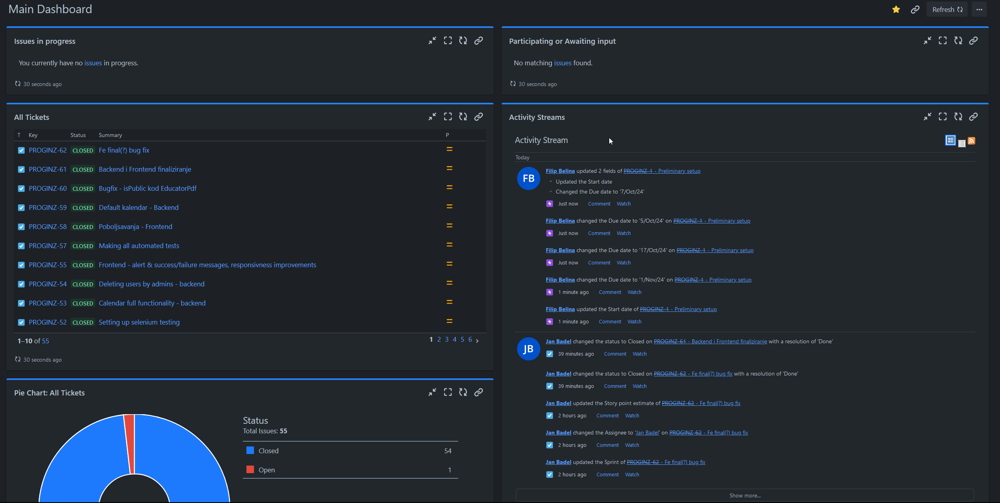 Main Dashboard
Refresh
Issues in progress
You currently have no issues in progress.
30 seconds ago
Participating or Awaiting input
No matching issues found.
30 seconds ago
All Tickets
T Key Status Summary P
PROGINZ-62 CLOSED Fe final(?) bug fix
PROGINZ-61 CLOSED Backend i Frontend finaliziranje
PROGINZ-60 CLOSED Bugfix - isPublic kod EducatorPdf
PROGINZ-59 CLOSED Default kalendar - Backend
PROGINZ-58 CLOSED Poboljsavanja - Frontend
PROGINZ-57 CLOSED Making all automated tests
PROGINZ-55 CLOSED Frontend - alert & success/failure messages, responsivness improvements
PROGINZ-54 CLOSED Deleting users by admins - backend
PROGINZ-53 CLOSED Calendar full functionality - backend
PROGINZ-52 CLOSED Setting up selenium testing
1–10 of 55 1 2 3 4 5 6 ›
30 seconds ago
Pie Chart: All Tickets
Status
Total Issues: 55
Closed 54
Open 1
Activity Streams
Activity Stream
Today
FB
Filip Belina updated 2 fields of PROGINZ-1 - Preliminary setup
Updated the Start date
Changed the Due date to '7/Oct/24'
Just now Comment Watch
Filip Belina changed the Due date to '5/Oct/24' on PROGINZ-1 - Preliminary setup
Just now Comment Watch
Filip Belina changed the Due date to '17/Oct/24' on PROGINZ-1 - Preliminary setup
Just now Comment Watch
Filip Belina changed the Due date to '1/Nov/24' on PROGINZ-1 - Preliminary setup
1 minute ago Comment Watch
Filip Belina updated the Start date of PROGINZ-1 - Preliminary setup
1 minute ago Comment Watch
JB
Jan Badel changed the status to Closed on PROGINZ-61 - Backend i Frontend finaliziranje with a resolution of 'Done'
39 minutes ago Comment Watch
Jan Badel changed the status to Closed on PROGINZ-62 - Fe final(?) bug fix with a resolution of 'Done'
39 minutes ago Comment Watch
Jan Badel updated the Story point estimate of PROGINZ-62 - Fe final(?) bug fix
2 hours ago Comment Watch
Jan Badel changed the Assignee to 'Jan Badel' on PROGINZ-62 - Fe final(?) bug fix
2 hours ago Comment Watch
Jan Badel updated the Sprint of PROGINZ-62 - Fe final(?) bug fix
2 hours ago Comment Watch
Show more...